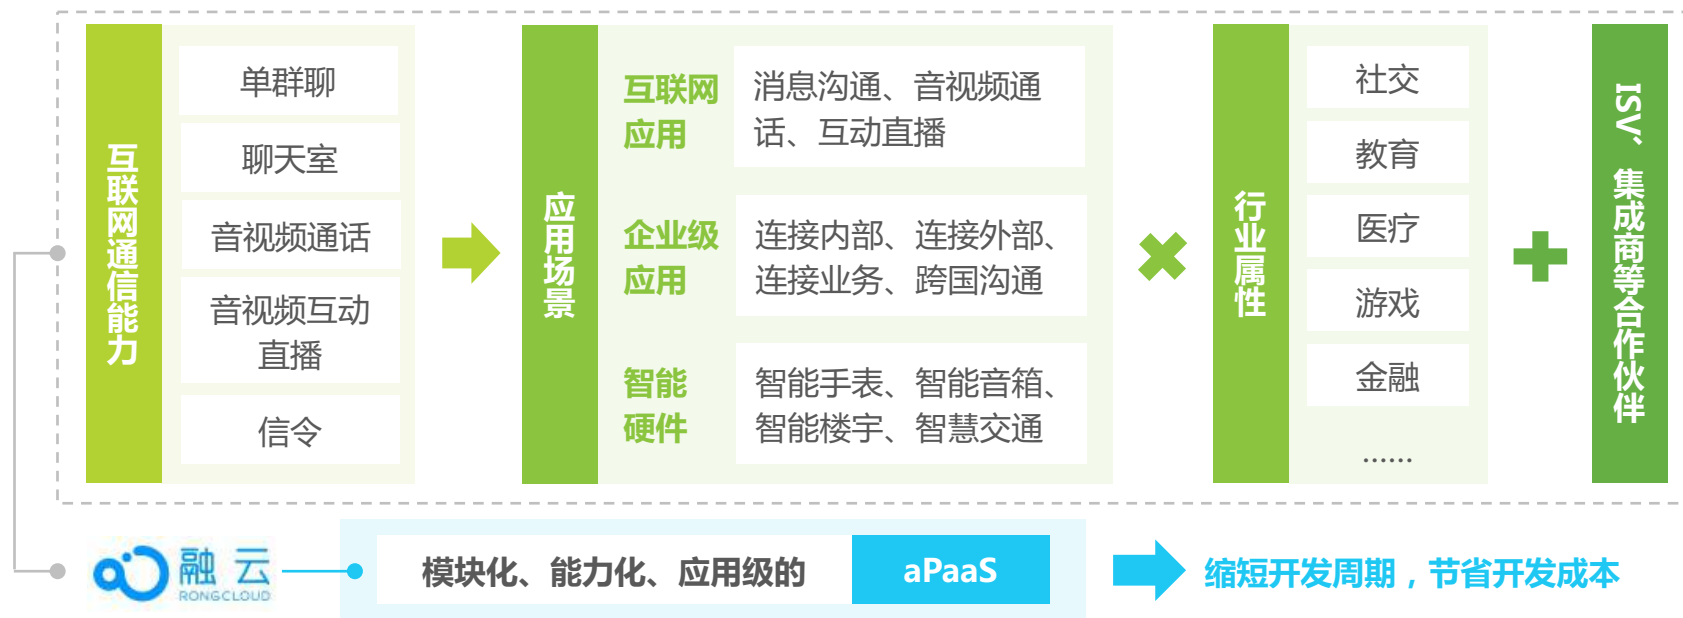 互联网通信能力
单群聊
聊天室
音视频通话
音视频互动
直播
信令
应用场景
互联网
应用
消息沟通、音视频通
话、互动直播
企业级
应用
连接内部、连接外部、
连接业务、跨国沟通
智能
硬件
智能手表、智能音箱、
智能楼宇、智慧交通
行业属性
社交
教育
医疗
游戏
金融
......
ISV、集成商等合作伙伴
融云
RONGCLOUD
模块化、能力化、应用级的
aPaaS
缩短开发周期，节省开发成本